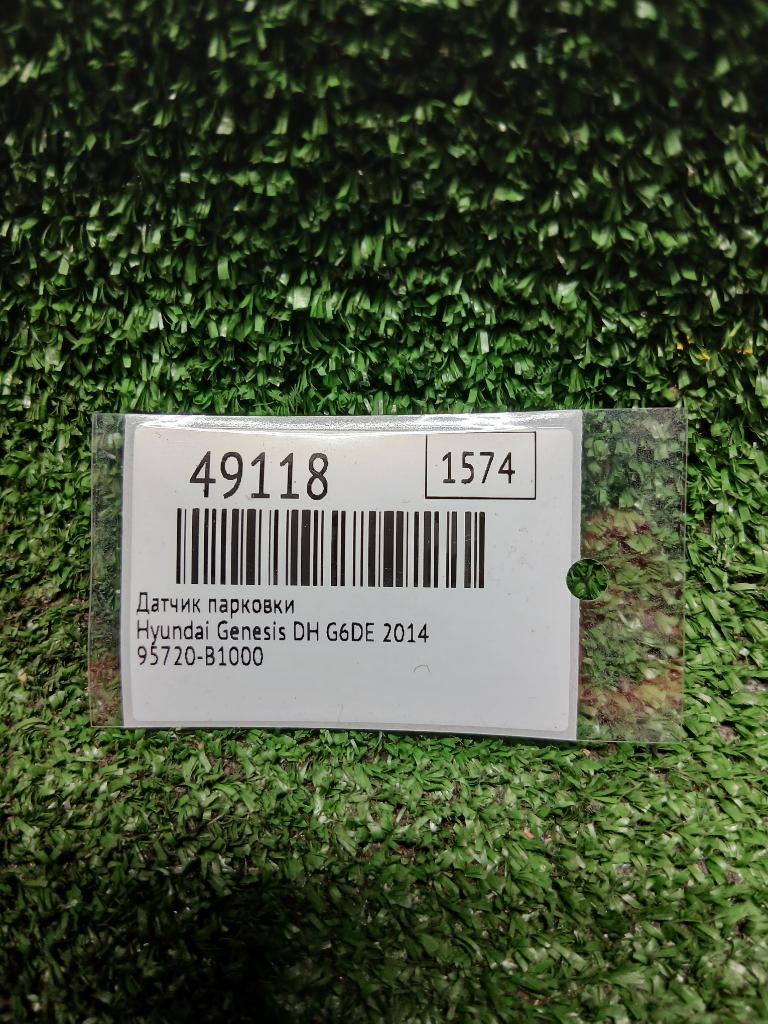 49118
1574
Датчик парковки
Hyundai Genesis DH G6DE 2014
95720-B1000